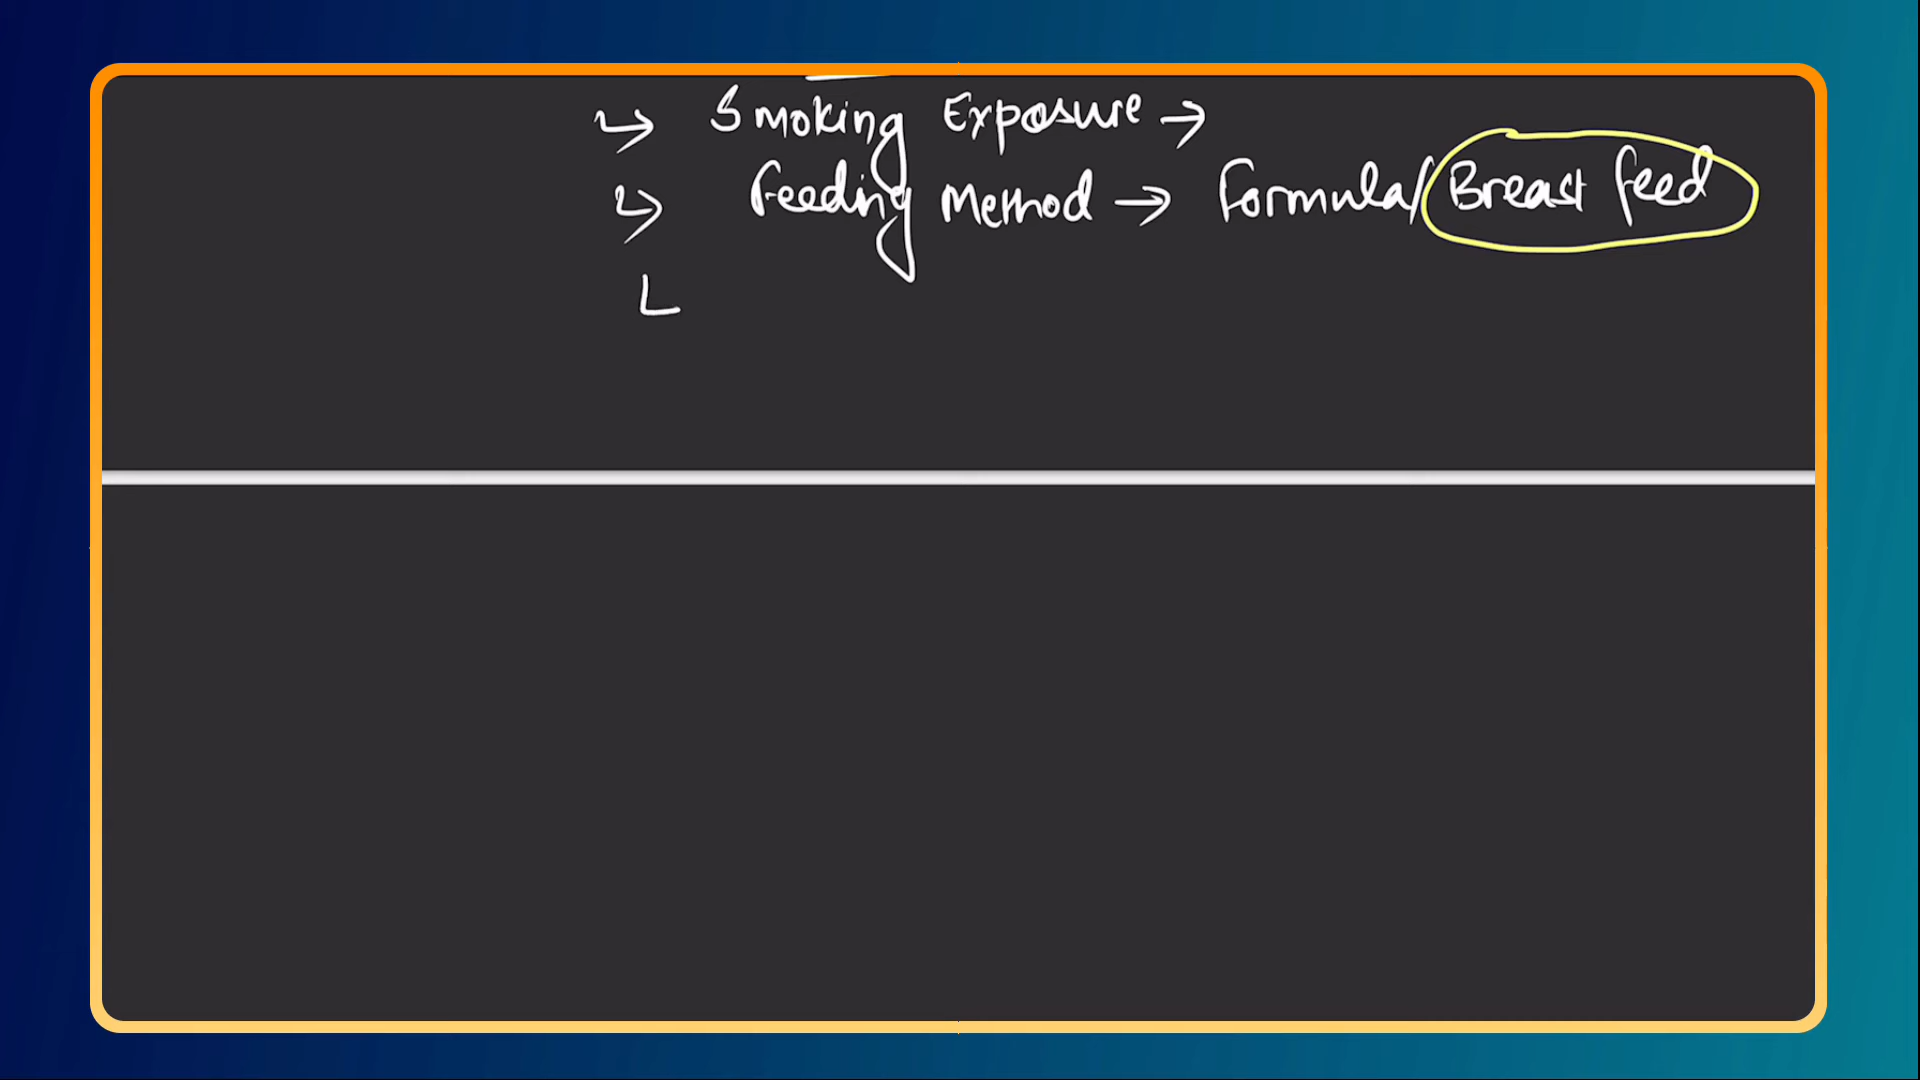 ↳ Smoking Exposure →
↳ Feeding Method → Formula/Breast feed